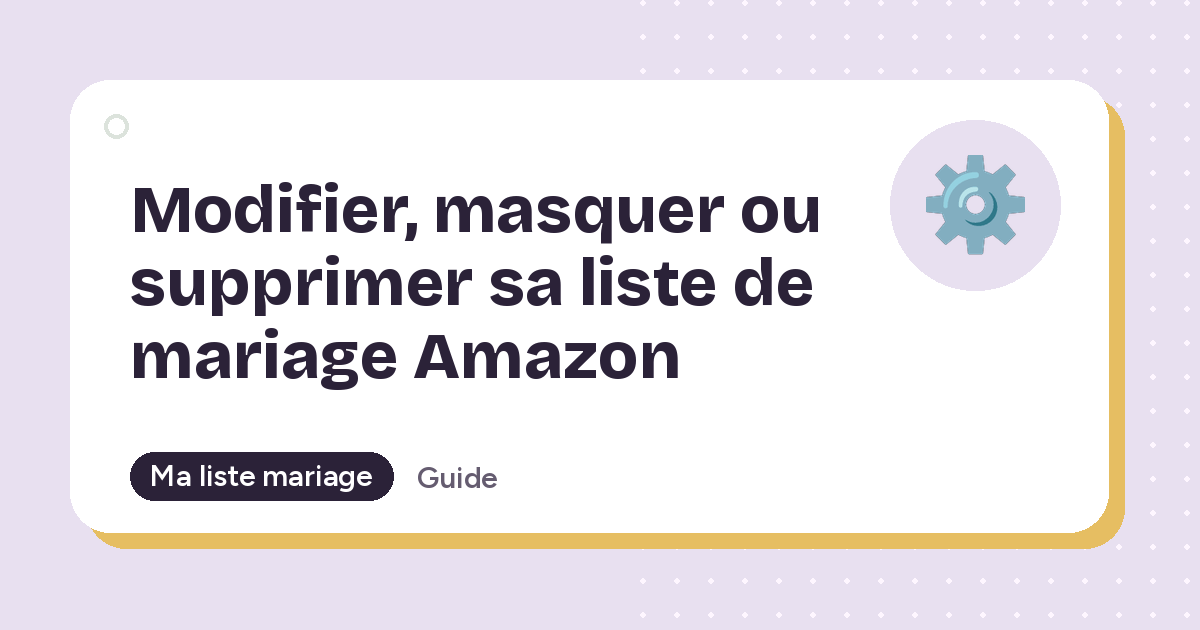 Modifier, masquer ou
supprimer sa liste de
mariage Amazon
Ma liste mariage Guide